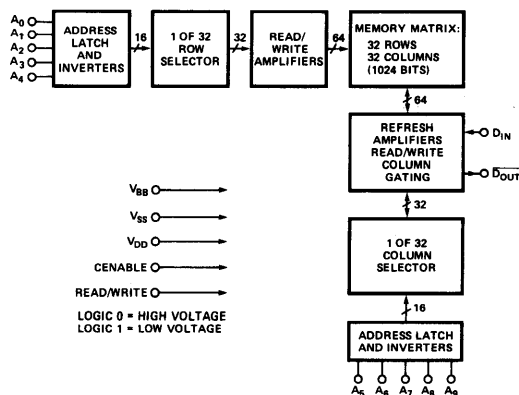 A0
A1
A2
A3
A4
ADDRESS
LATCH
AND
INVERTERS
16
1 OF 32
ROW
SELECTOR
32
READ/
WRITE
AMPLIFIERS
64
MEMORY MATRIX:
32 ROWS
32 COLUMNS
(1024 BITS)
64
REFRESH
AMPLIFIERS
READ/WRITE
COLUMN
GATING
DIN
DOUT
32
1 OF 32
COLUMN
SELECTOR
16
ADDRESS LATCH
AND INVERTERS
A5 A6 A7 A8 A9
VBB
VSS
VDD
CENABLE
READ/WRITE
LOGIC 0 = HIGH VOLTAGE
LOGIC 1 = LOW VOLTAGE